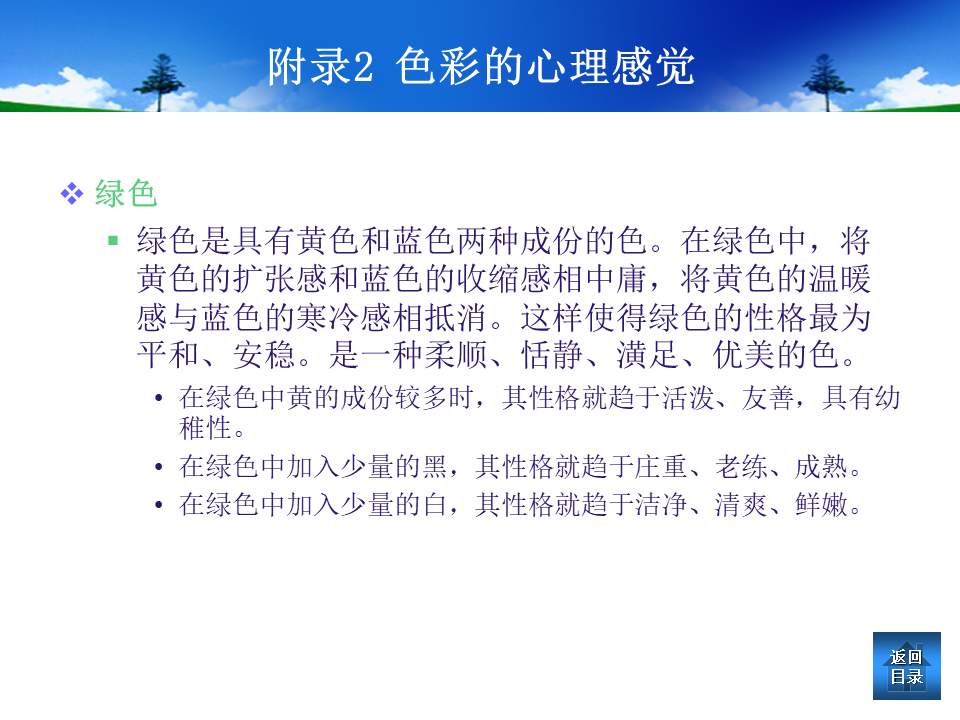 附录2 色彩的心理感觉
绿色
绿色是具有黄色和蓝色两种成份的色。在绿色中，将
黄色的扩张感和蓝色的收缩感相中庸，将黄色的温暖
感与蓝色的寒冷感相抵消。这样使得绿色的性格最为
平和、安稳。是一种柔顺、恬静、潢足、优美的色。
• 在绿色中黄的成份较多时，其性格就趋于活泼、友善，具有幼
稚性。
• 在绿色中加入少量的黑，其性格就趋于庄重、老练、成熟。
• 在绿色中加入少量的白，其性格就趋于洁净、清爽、鲜嫩。
返回
目录